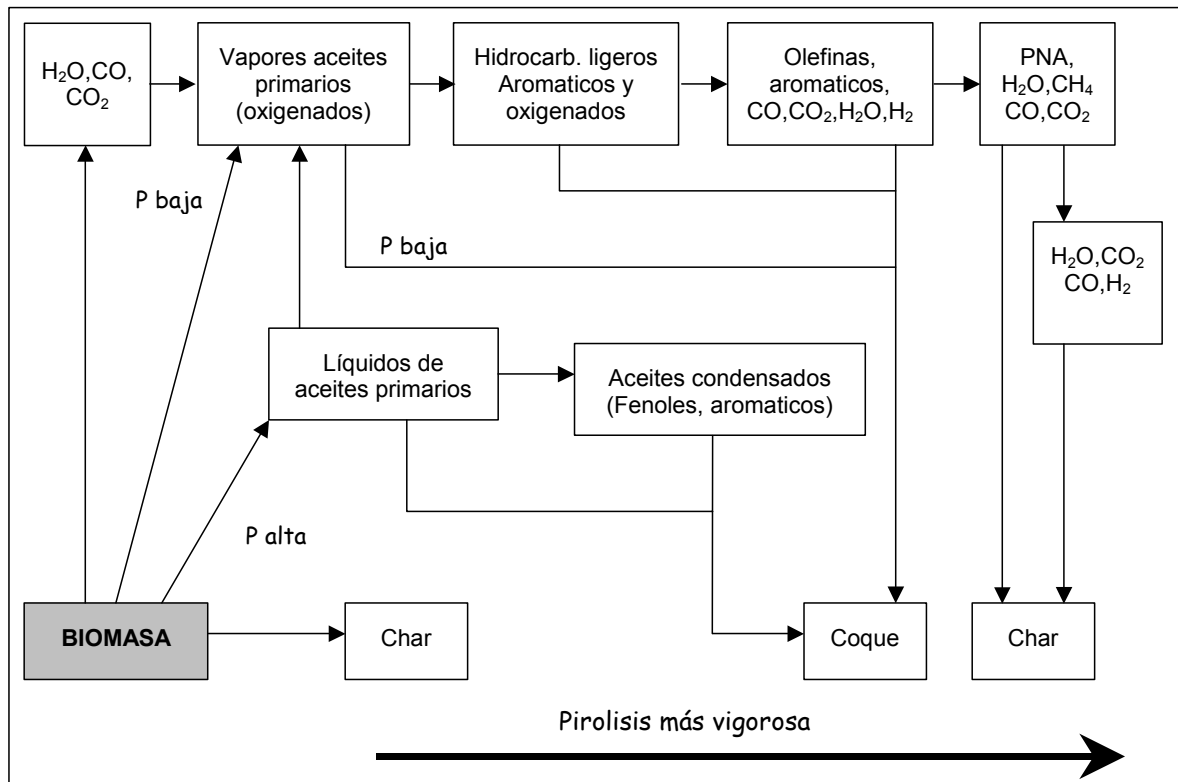 H₂O,CO,
CO₂
Vapores aceites
primarios
(oxigenados)
Hidrocarb. ligeros
Aromaticos y
oxigenados
Olefinas,
aromaticos,
CO,CO₂,H₂O,H₂
PNA,
H₂O,CH₄
CO,CO₂
P baja
P baja
H₂O,CO₂
CO,H₂
Líquidos de
aceites primarios
Aceites condensados
(Fenoles, aromaticos)
P alta
BIOMASA
Char
Coque
Char
Pirolisis más vigorosa